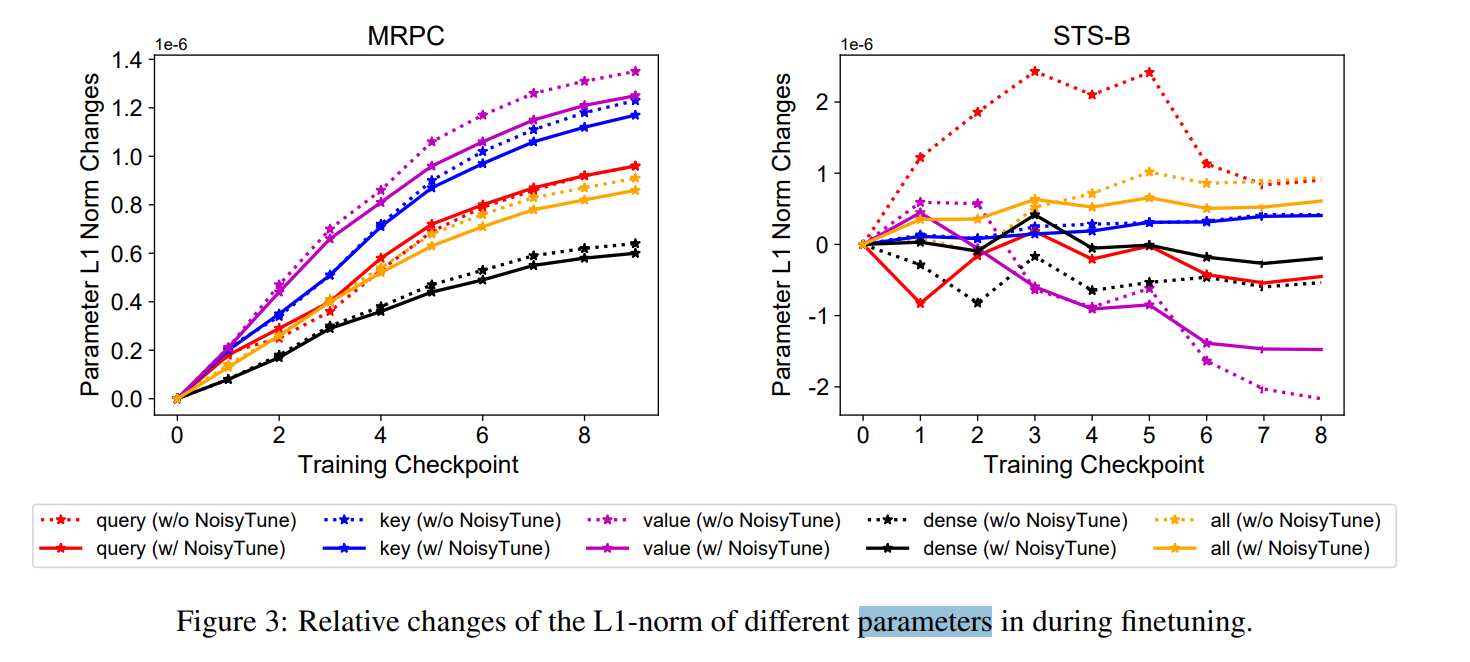 MRPC
1e-6
Parameter L1 Norm Changes
1.4
1.2
1.0
0.8
0.6
0.4
0.2
0.0
0 2 4 6 8
Training Checkpoint
STS-B
1e-6
Parameter L1 Norm Changes
2
1
0
-1
-2
0 1 2 3 4 5 6 7 8
Training Checkpoint
query (w/o NoisyTune) key (w/o NoisyTune) value (w/o NoisyTune) dense (w/o NoisyTune) all (w/o NoisyTune)
query (w/ NoisyTune) key (w/ NoisyTune) value (w/ NoisyTune) dense (w/ NoisyTune) all (w/ NoisyTune)
Figure 3: Relative changes of the L1-norm of different parameters in during finetuning.